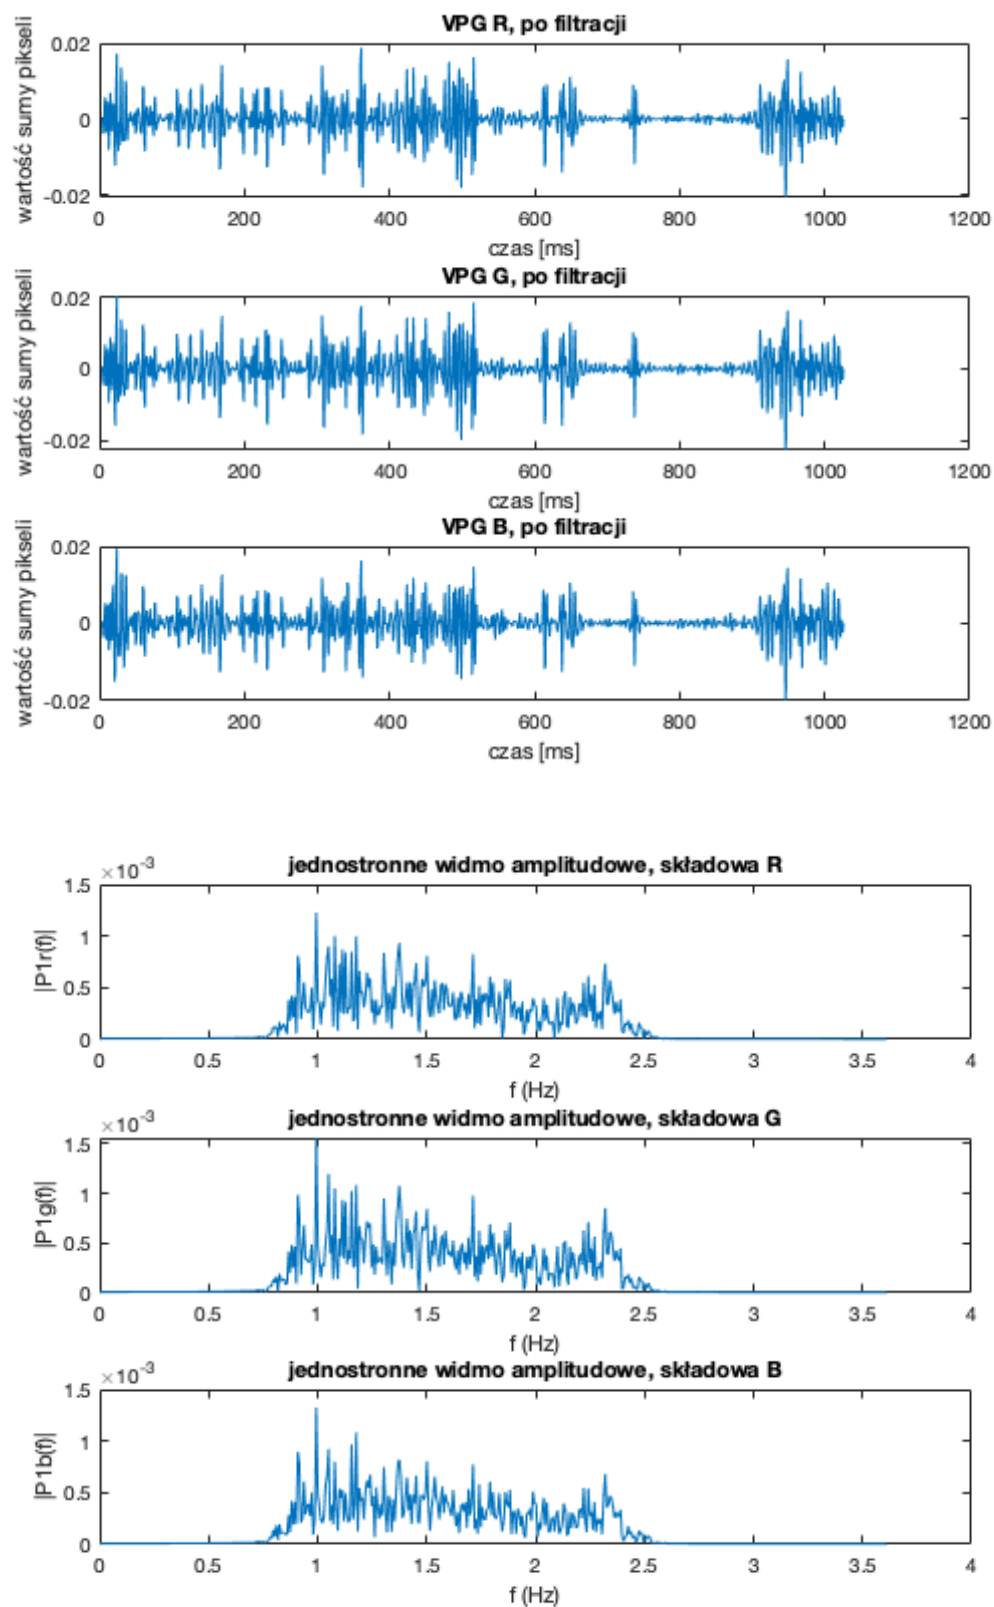 VPG R, po filtracji
wartość sumy pikseli
0.02
0
-0.02
0 200 400 600 800 1000 1200
czas [ms]
VPG G, po filtracji
wartość sumy pikseli
0.02
0
-0.02
0 200 400 600 800 1000 1200
czas [ms]
VPG B, po filtracji
wartość sumy pikseli
0.02
0
-0.02
0 200 400 600 800 1000 1200
czas [ms]
jednostronne widmo amplitudowe, składowa R
×10-3
|P1r(f)|
1.5
1
0.5
0
0 0.5 1 1.5 2 2.5 3 3.5 4
f (Hz)
jednostronne widmo amplitudowe, składowa G
×10-3
|P1g(f)|
1.5
1
0.5
0
0 0.5 1 1.5 2 2.5 3 3.5 4
f (Hz)
jednostronne widmo amplitudowe, składowa B
×10-3
|P1b(f)|
1.5
1
0.5
0
0 0.5 1 1.5 2 2.5 3 3.5 4
f (Hz)